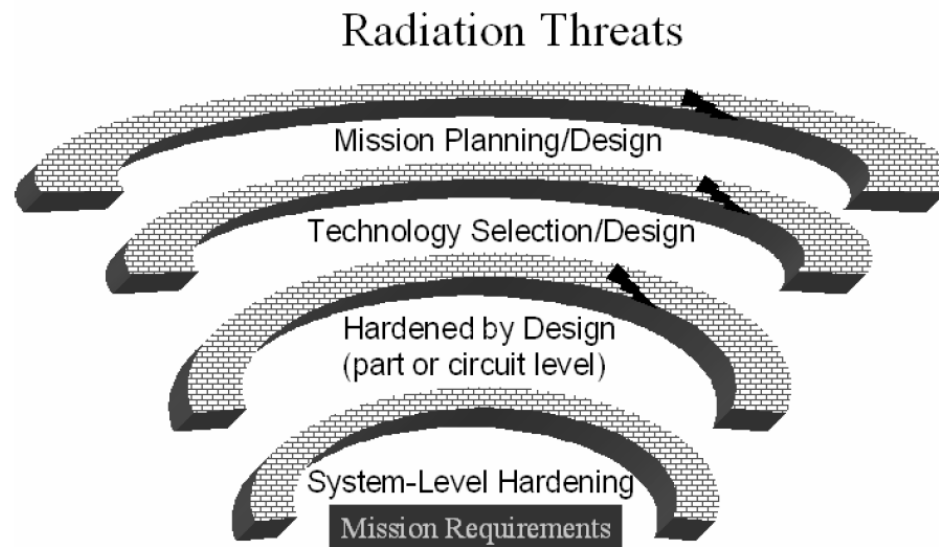 Radiation Threats
Mission Planning/Design
Technology Selection/Design
Hardened by Design
(part or circuit level)
System-Level Hardening
Mission Requirements